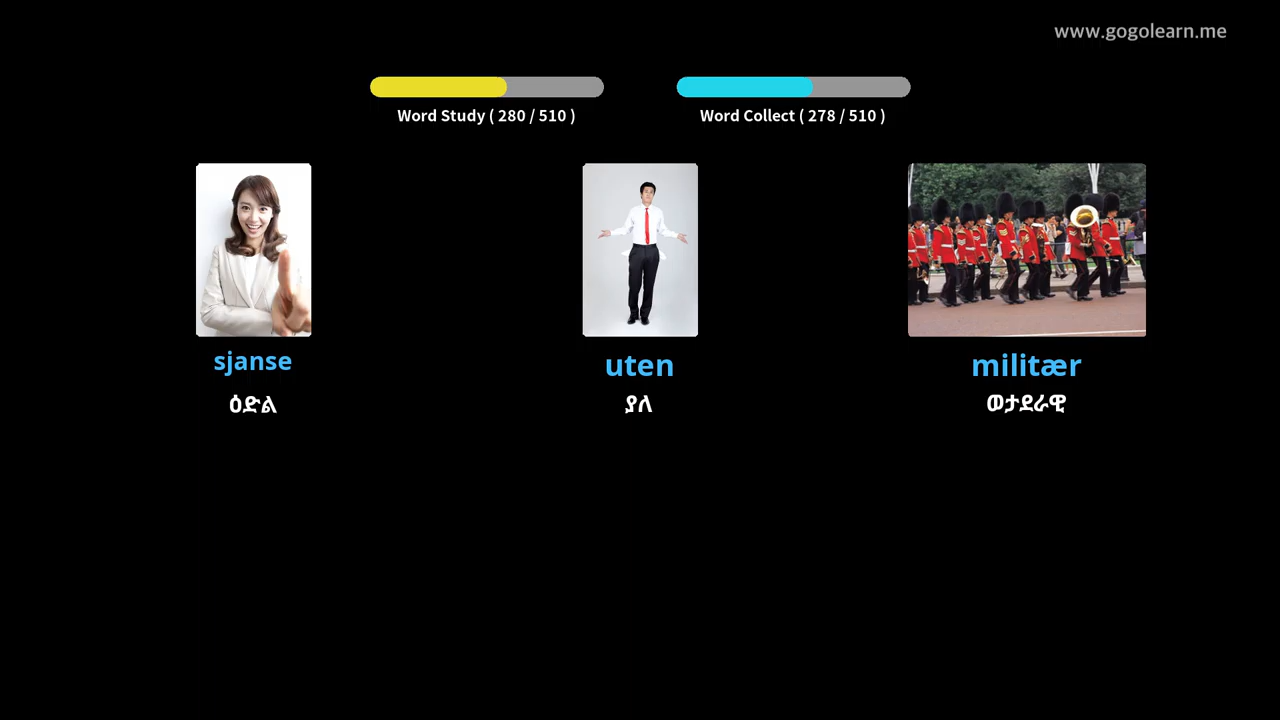 www.gogolearn.me
Word Study ( 280 / 510 )
Word Collect ( 278 / 510 )
sjanse
uten
militær
ዕድል
ያለ
ወታደራዊ